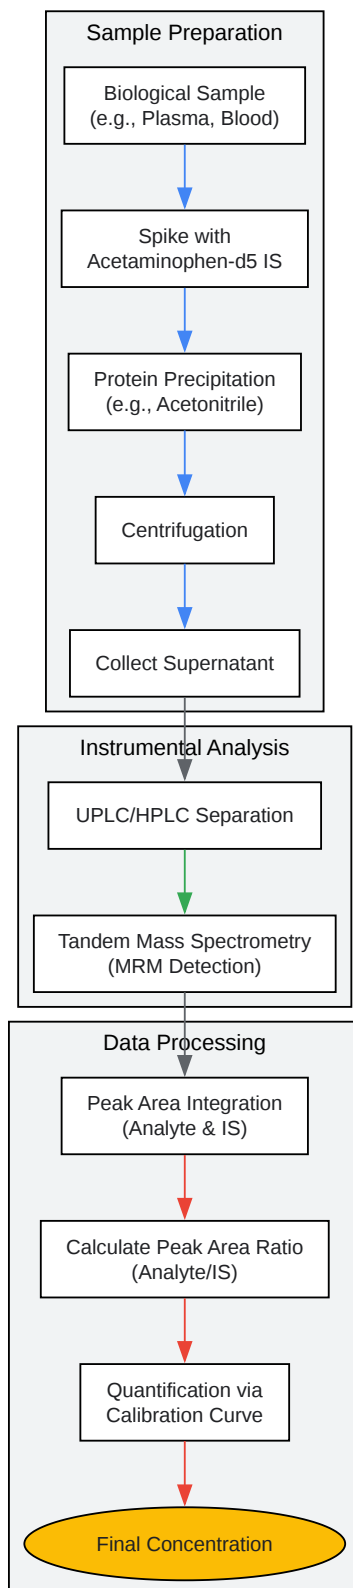 Sample Preparation
Biological Sample
(e.g., Plasma, Blood)
Spike with
Acetaminophen-d5 IS
Protein Precipitation
(e.g., Acetonitrile)
Centrifugation
Collect Supernatant
Instrumental Analysis
UPLC/HPLC Separation
Tandem Mass Spectrometry
(MRM Detection)
Data Processing
Peak Area Integration
(Analyte & IS)
Calculate Peak Area Ratio
(Analyte/IS)
Quantification via
Calibration Curve
Final Concentration